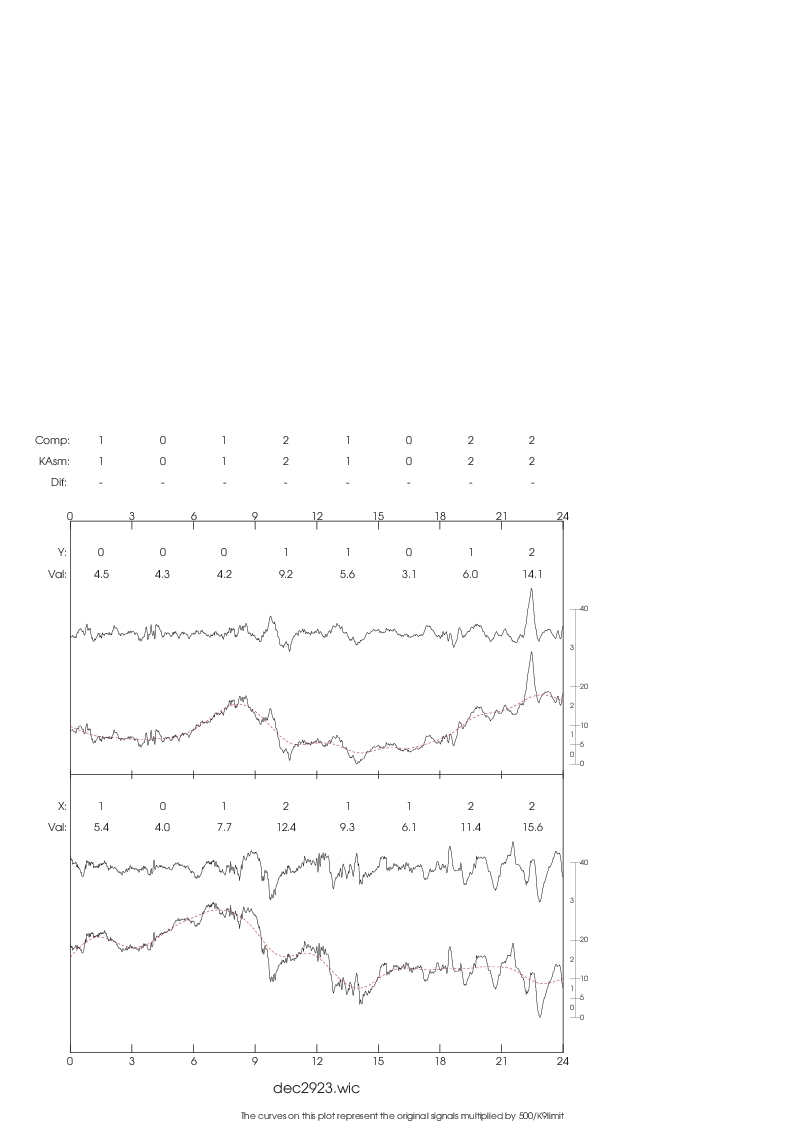 Comp: 1 0 1 2 1 0 2 2
KAsm: 1 0 1 2 1 0 2 2
Dif: - - - - - - - -
0 3 6 9 12 15 18 21 24
Y: 0 0 0 1 1 0 1 2
Val: 4.5 4.3 4.2 9.2 5.6 3.1 6.0 14.1
40
3
20
2
10
1
5
0
0
X: 1 0 1 2 1 1 2 2
Val: 5.4 4.0 7.7 12.4 9.3 6.1 11.4 15.6
40
3
20
2
10
1
5
0
0
0 3 6 9 12 15 18 21 24
dec2923.wic
The curves on this plot represent the original signals multiplied by 500/K9limit